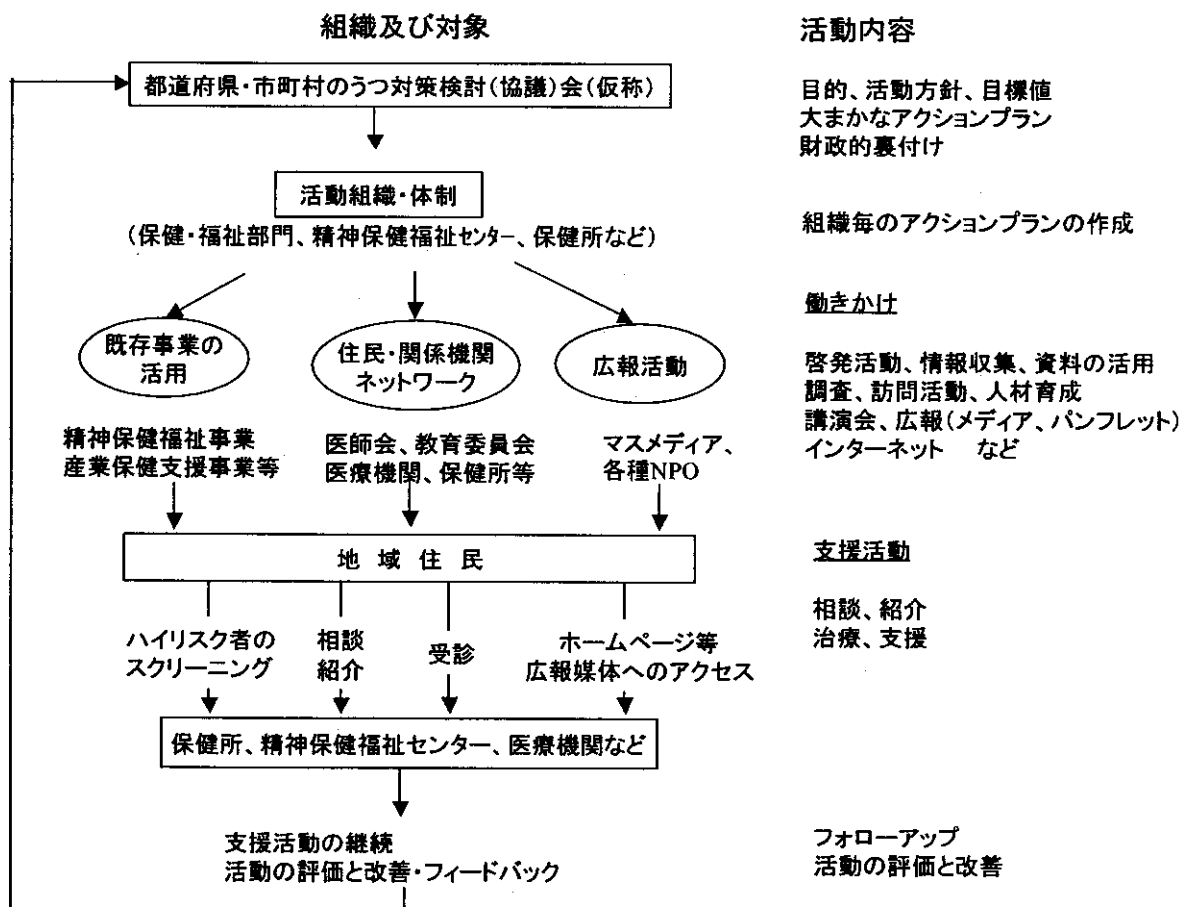 組織及び対象
活動内容
都道府県・市町村のうつ対策検討(協議)会(仮称)
目的、活動方針、目標値
大まかなアクションプラン
財政的裏付け
活動組織・体制
(保健・福祉部門、精神保健福祉センター、保健所など)
組織毎のアクションプランの作成
働きかけ
既存事業の
活用
住民・関係機関
ネットワーク
広報活動
啓発活動、情報収集、資料の活用
調査、訪問活動、人材育成
講演会、広報(メディア、パンフレット)
インターネット など
精神保健福祉事業
産業保健支援事業等
医師会、教育委員会
医療機関、保健所等
マスメディア、
各種NPO
地 域 住 民
支援活動
相談、紹介
治療、支援
ハイリスク者の
スクリーニング
相談
紹介
受診
ホームページ等
広報媒体へのアクセス
保健所、精神保健福祉センター、医療機関など
支援活動の継続
活動の評価と改善・フィードバック
フォローアップ
活動の評価と改善